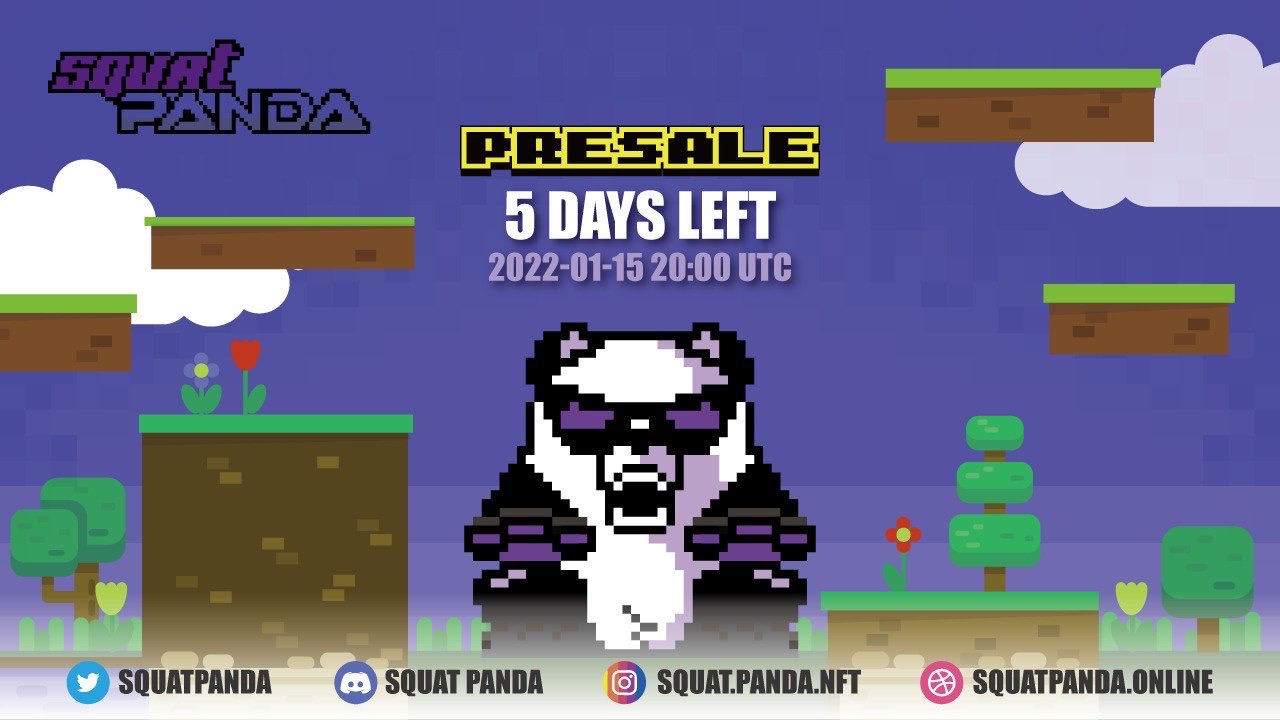 squat
PANDA
PRESALE
5 DAYS LEFT
2022-01-15 20:00 UTC
SQUATPANDA
SQUAT PANDA
SQUAT.PANDA.NFT
SQUATPANDA.ONLINE